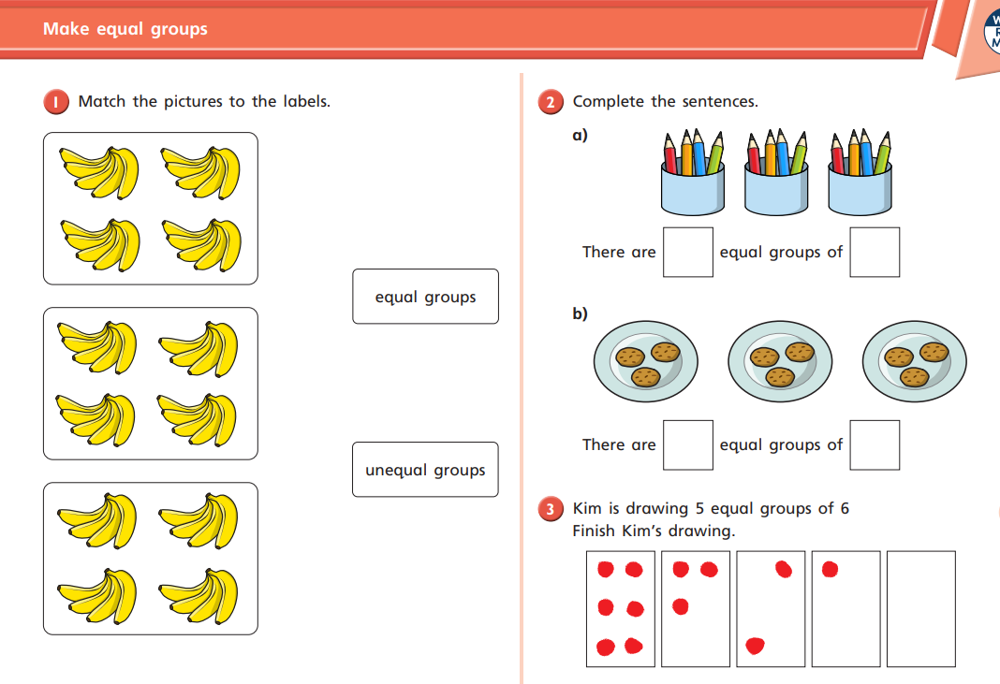 Make equal groups
1 Match the pictures to the labels.
equal groups
unequal groups
2 Complete the sentences.
a)
There are equal groups of
b)
There are equal groups of
3 Kim is drawing 5 equal groups of 6
Finish Kim's drawing.